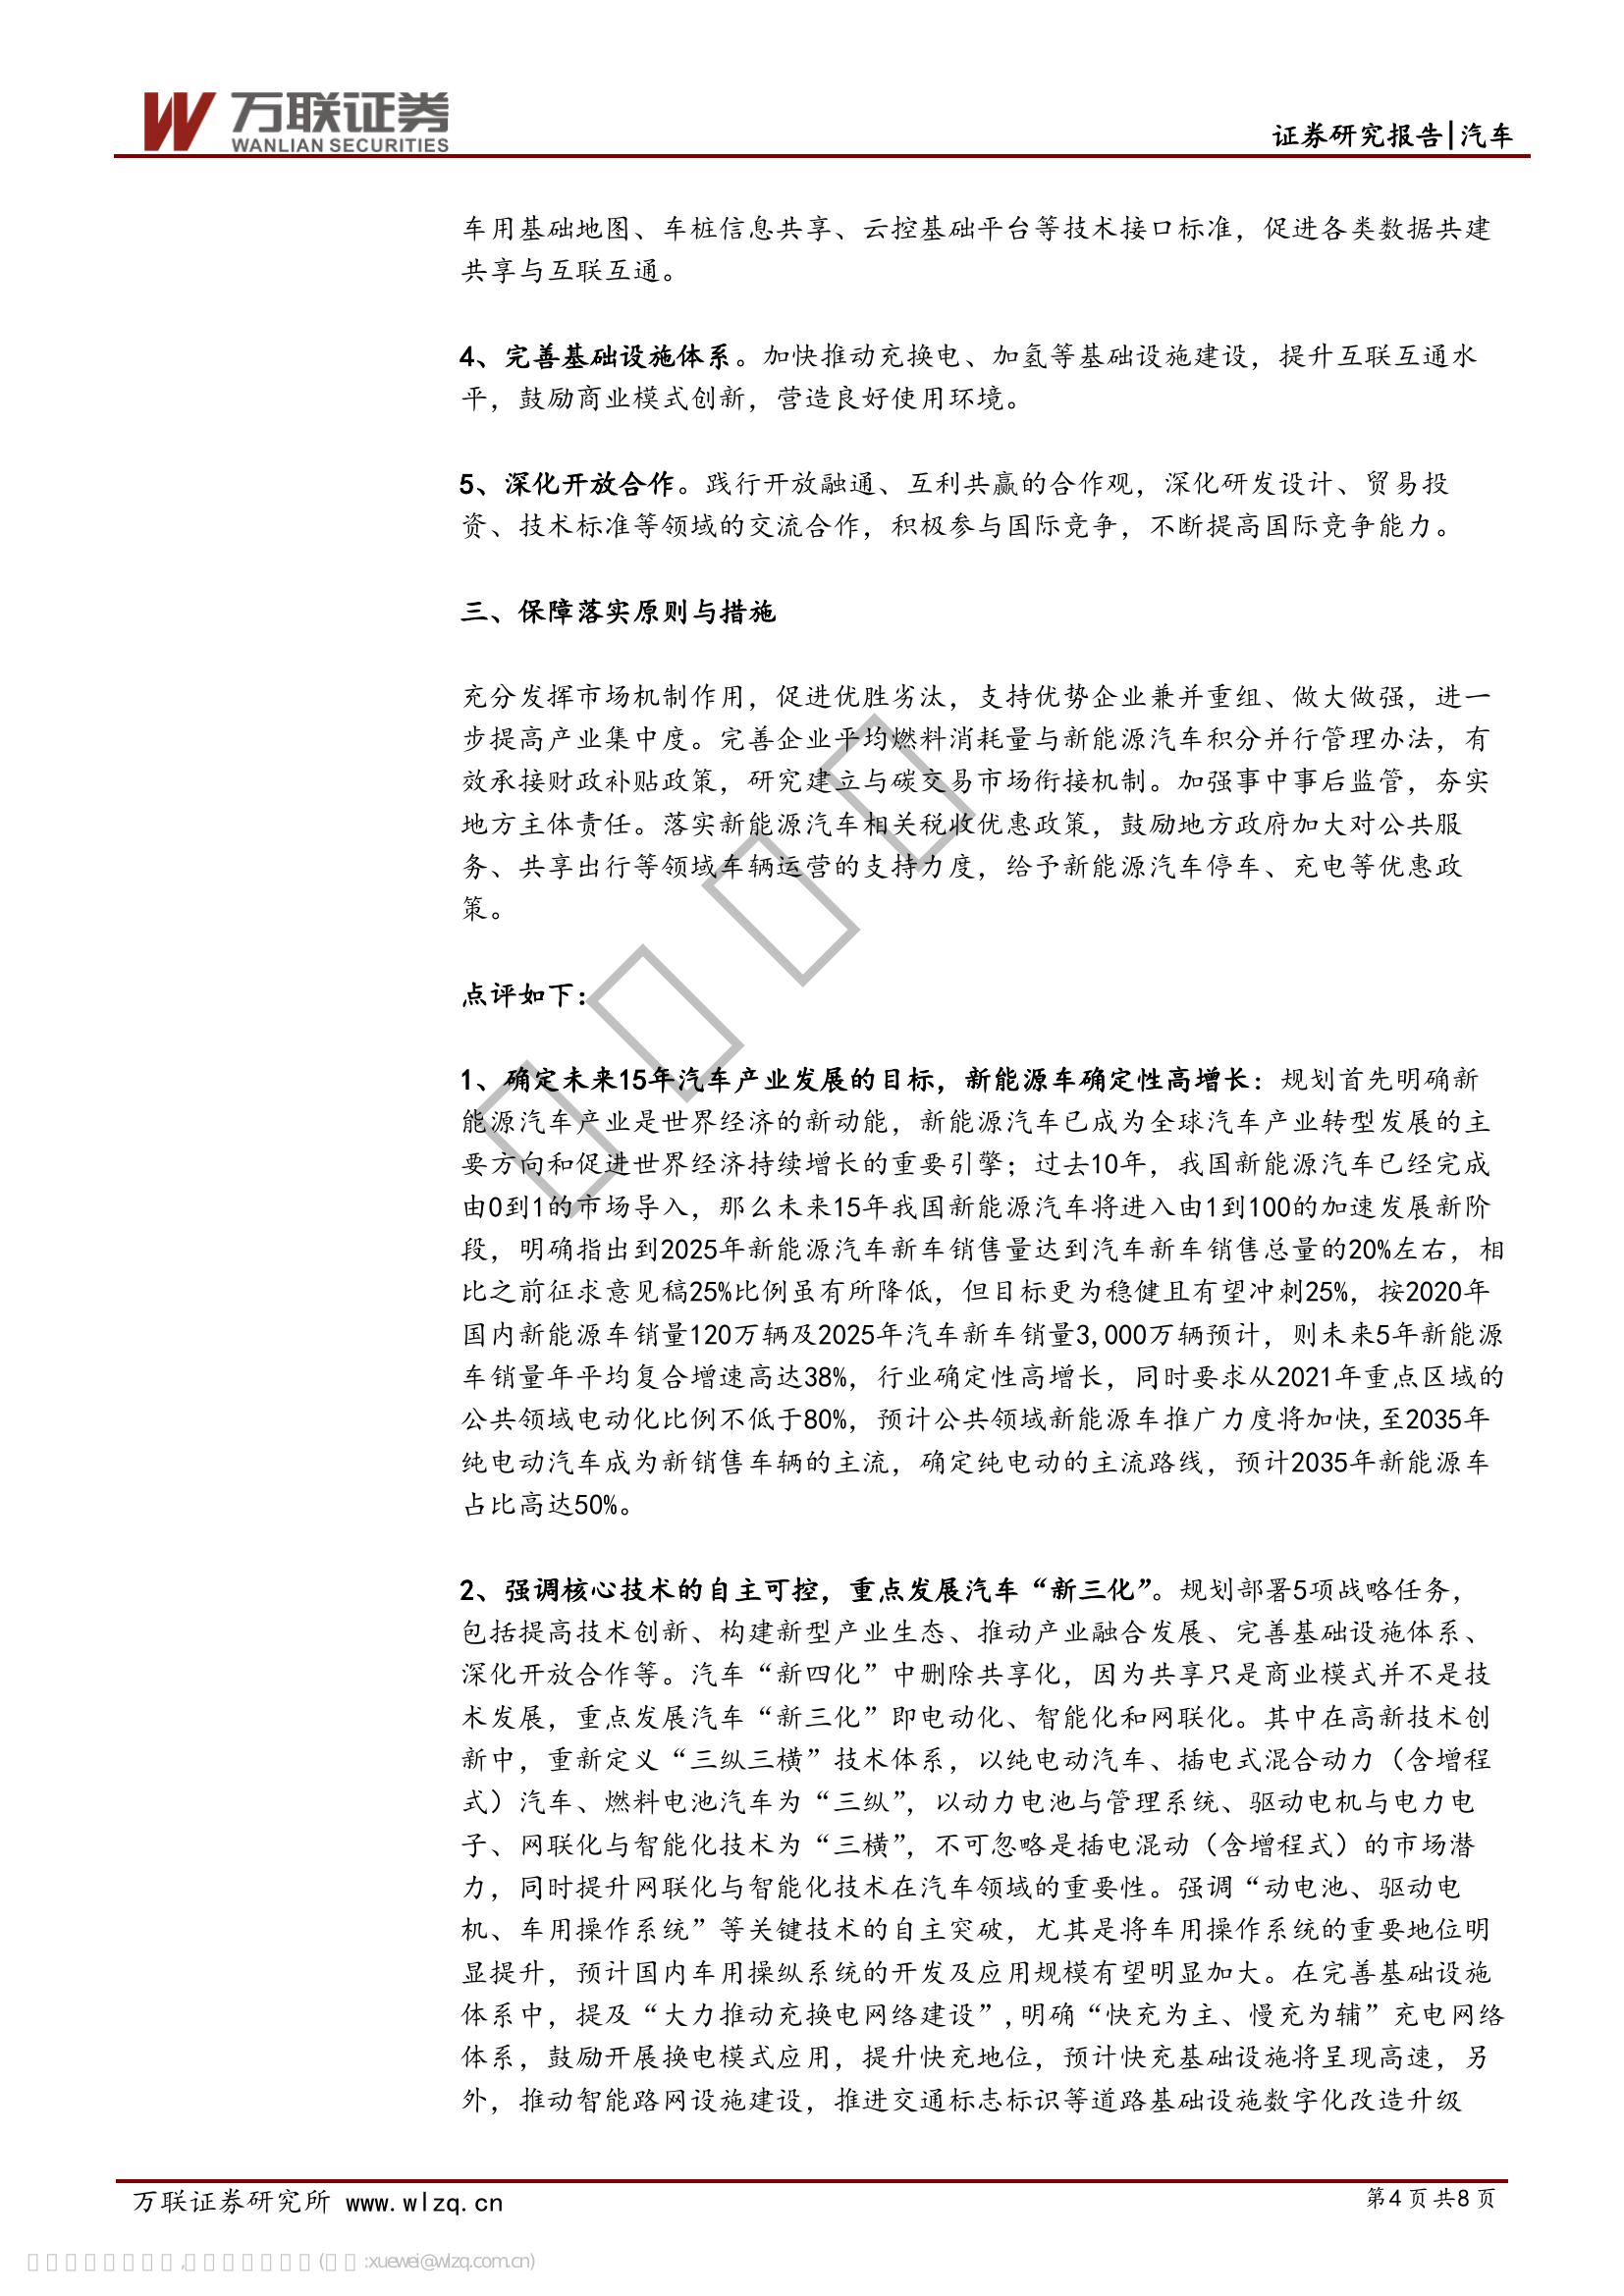 万联证券
WANLIAN SECURITIES
证券研究报告|汽车
车用基础地图、车桩信息共享、云控基础平台等技术接口标准，促进各类数据共建
共享与互联互通。
4、完善基础设施体系。加快推动充换电、加氢等基础设施建设，提升互联互通水
平，鼓励商业模式创新，营造良好使用环境。
5、深化开放合作。践行开放融通、互利共赢的合作观，深化研发设计、贸易投
资、技术标准等领域的交流合作，积极参与国际竞争，不断提高国际竞争能力。
三、保障落实原则与措施
充分发挥市场机制作用，促进优胜劣汰，支持优势企业兼并重组、做大做强，进一
步提高产业集中度。完善企业平均燃料消耗量与新能源汽车积分并行管理办法，有
效承接财政补贴政策，研究建立与碳交易市场衔接机制。加强事中事后监管，夯实
地方主体责任。落实新能源汽车相关税收优惠政策，鼓励地方政府加大对公共服
务、共享出行等领域车辆运营的支持力度，给予新能源汽车停车、充电等优惠政
策。
点评如下：
1、确定未来15年汽车产业发展的目标，新能源车确定性高增长：规划首先明确新
能源汽车产业是世界经济的新动能，新能源汽车已成为全球汽车产业转型发展的主
要方向和促进世界经济持续增长的重要引擎；过去10年，我国新能源汽车已经完成
由0到1的市场导入，那么未来15年我国新能源汽车将进入由1到100的加速发展新阶
段，明确指出到2025年新能源汽车新车销售量达到汽车新车销售总量的20%左右，相
比之前征求意见稿25%比例虽有所降低，但目标更为稳健且有望冲刺25%，按2020年
国内新能源车销量120万辆及2025年汽车新车销量3,000万辆预计，则未来5年新能源
车销量年平均复合增速高达38%，行业确定性高增长，同时要求从2021年重点区域的
公共领域电动化比例不低于80%，预计公共领域新能源车推广力度将加快,至2035年
纯电动汽车成为新销售车辆的主流，确定纯电动的主流路线，预计2035年新能源车
占比高达50%。
2、强调核心技术的自主可控，重点发展汽车“新三化”。规划部署5项战略任务，
包括提高技术创新、构建新型产业生态、推动产业融合发展、完善基础设施体系、
深化开放合作等。汽车“新四化”中删除共享化，因为共享只是商业模式并不是技
术发展，重点发展汽车“新三化”即电动化、智能化和网联化。其中在高新技术创
新中，重新定义“三纵三横”技术体系，以纯电动汽车、插电式混合动力（含增程
式）汽车、燃料电池汽车为“三纵”，以动力电池与管理系统、驱动电机与电力电
子、网联化与智能化技术为“三横”，不可忽略是插电混动（含增程式）的市场潜
力，同时提升网联化与智能化技术在汽车领域的重要性。强调“动电池、驱动电
机、车用操作系统”等关键技术的自主突破，尤其是将车用操作系统的重要地位明
显提升，预计国内车用操纵系统的开发及应用规模有望明显加大。在完善基础设施
体系中，提及“大力推动充换电网络建设”,明确“快充为主、慢充为辅”充电网络
体系，鼓励开展换电模式应用，提升快充地位，预计快充基础设施将呈现高速，另
外，推动智能路网设施建设，推进交通标志标识等道路基础设施数字化改造升级
万联证券研究所 www.wlzq.cn
第4页共8页
xuewei@wlzq.com.cn)